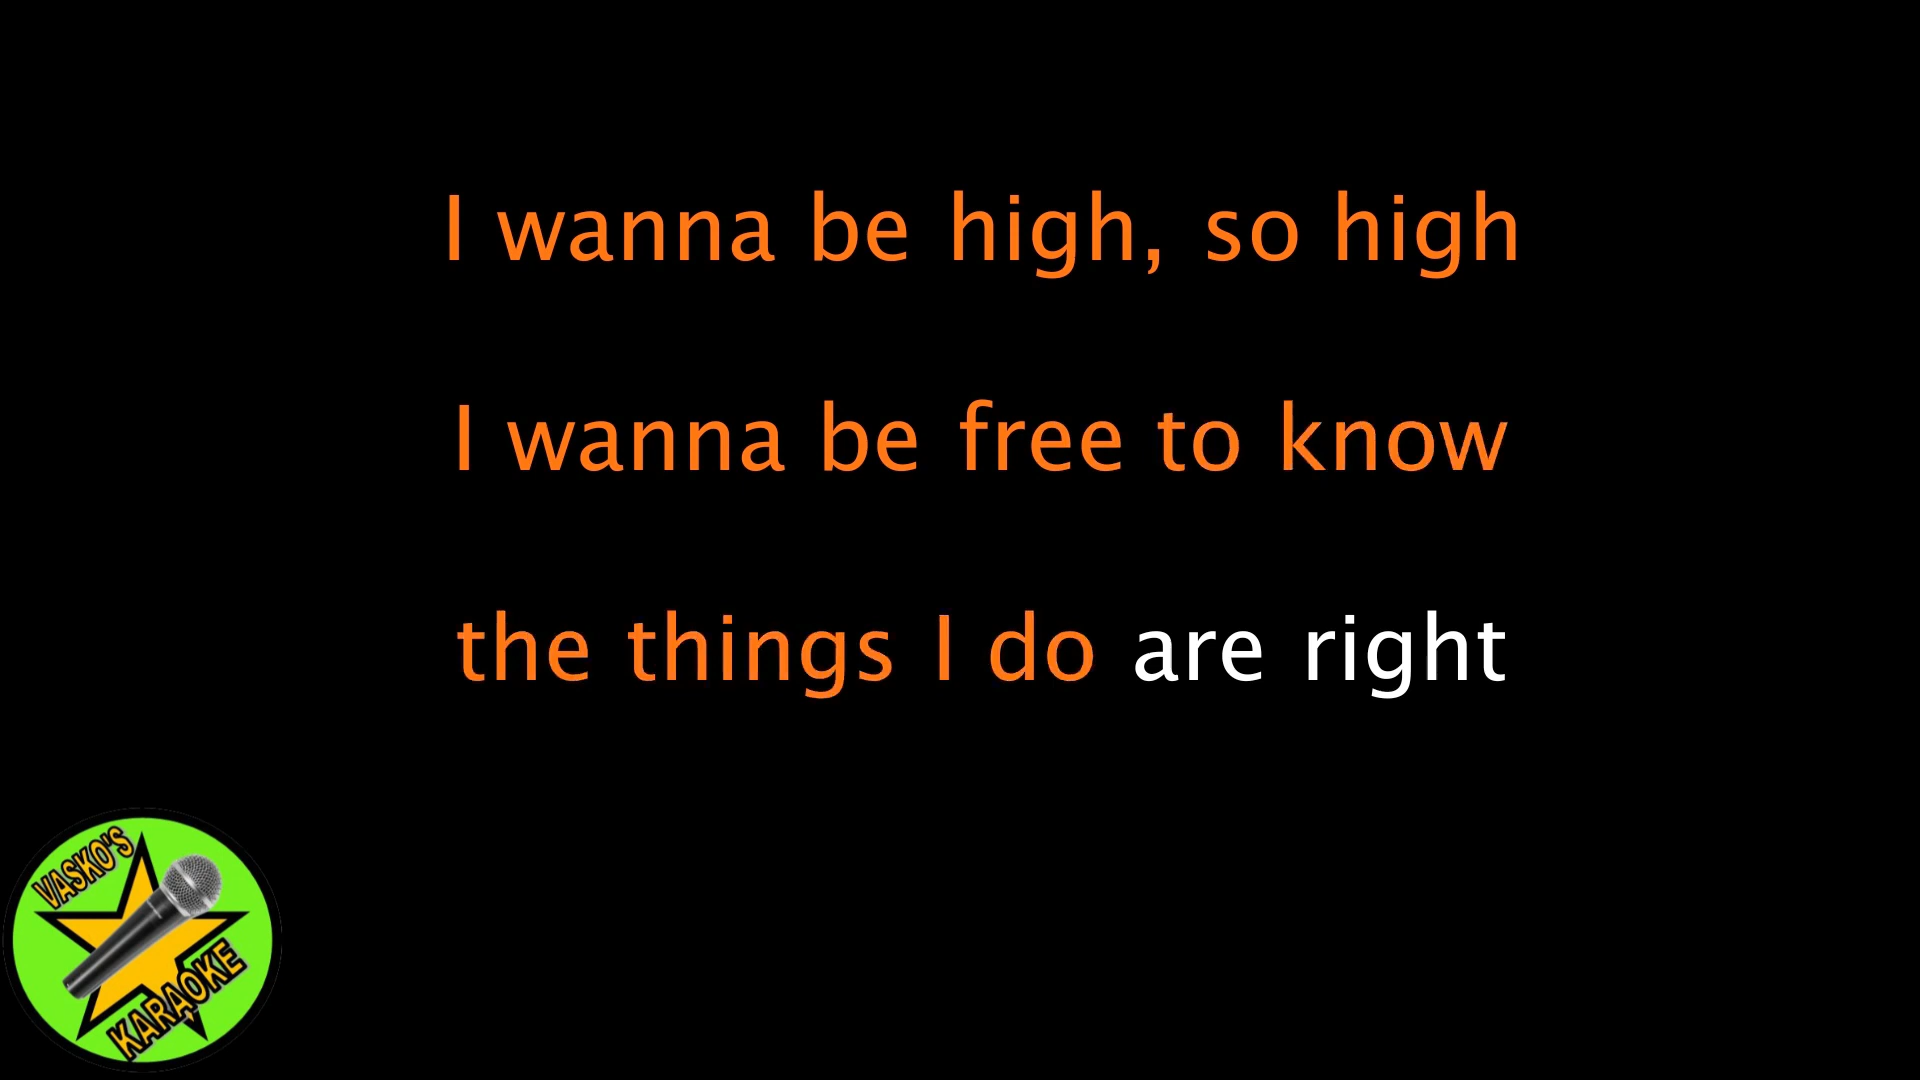 I wanna be high, so high
I wanna be free to know
the things I do are right
VASKO'S
KARAOKE